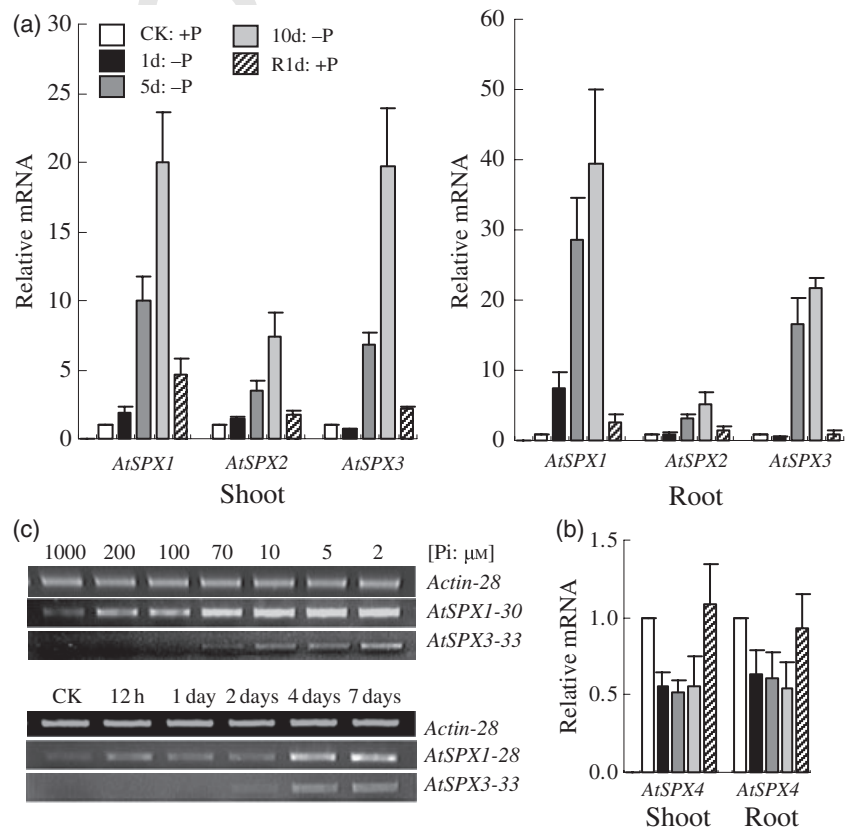 (a)
30
25
20
15
10
5
0
Relative mRNA
CK: +P
1d: –P
5d: –P
10d: –P
R1d: +P
AtSPX1 AtSPX2 AtSPX3
Shoot
60
50
40
30
20
10
0
Relative mRNA
AtSPX1 AtSPX2 AtSPX3
Root
(c)
1000 200 100 70 10 5 2 [Pi: μM]
Actin-28
AtSPX1-30
AtSPX3-33
CK 12 h 1 day 2 days 4 days 7 days
Actin-28
AtSPX1-28
AtSPX3-33
(b)
1.5
1.0
0.5
0.0
Relative mRNA
AtSPX4 AtSPX4
Shoot Root